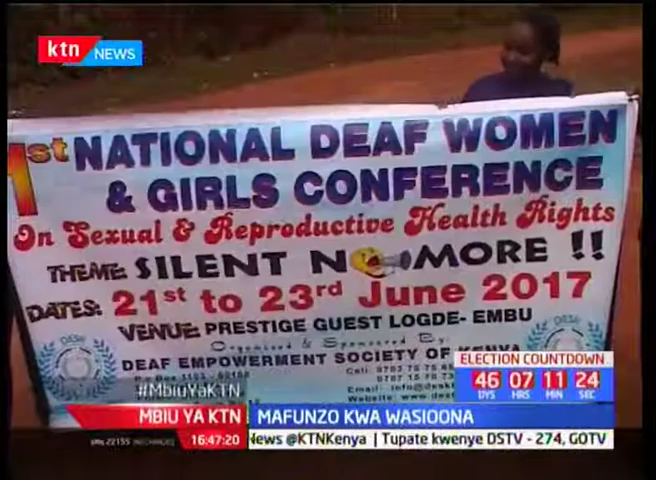 ktn NEWS
1st NATIONAL DEAF WOMEN
& GIRLS CONFERENCE
On Sexual & Reproductive Health Rights
THEME: SILENT NO MORE !!
DATES: 21st to 23rd June 2017
VENUE: PRESTIGE GUEST LOGDE- EMBU
Organised & Sponsored By:
DEAF EMPOWERMENT SOCIETY OF KENYA
ELECTION COUNTDOWN
46 07 11 24
DYS HRS MIN SEC
#MbiuYaKTN
MBIU YA KTN MAFUNZO KWA WASIOONA
16:47:20 News @KTNKenya | Tupate kwenye DSTV - 274, GOTV